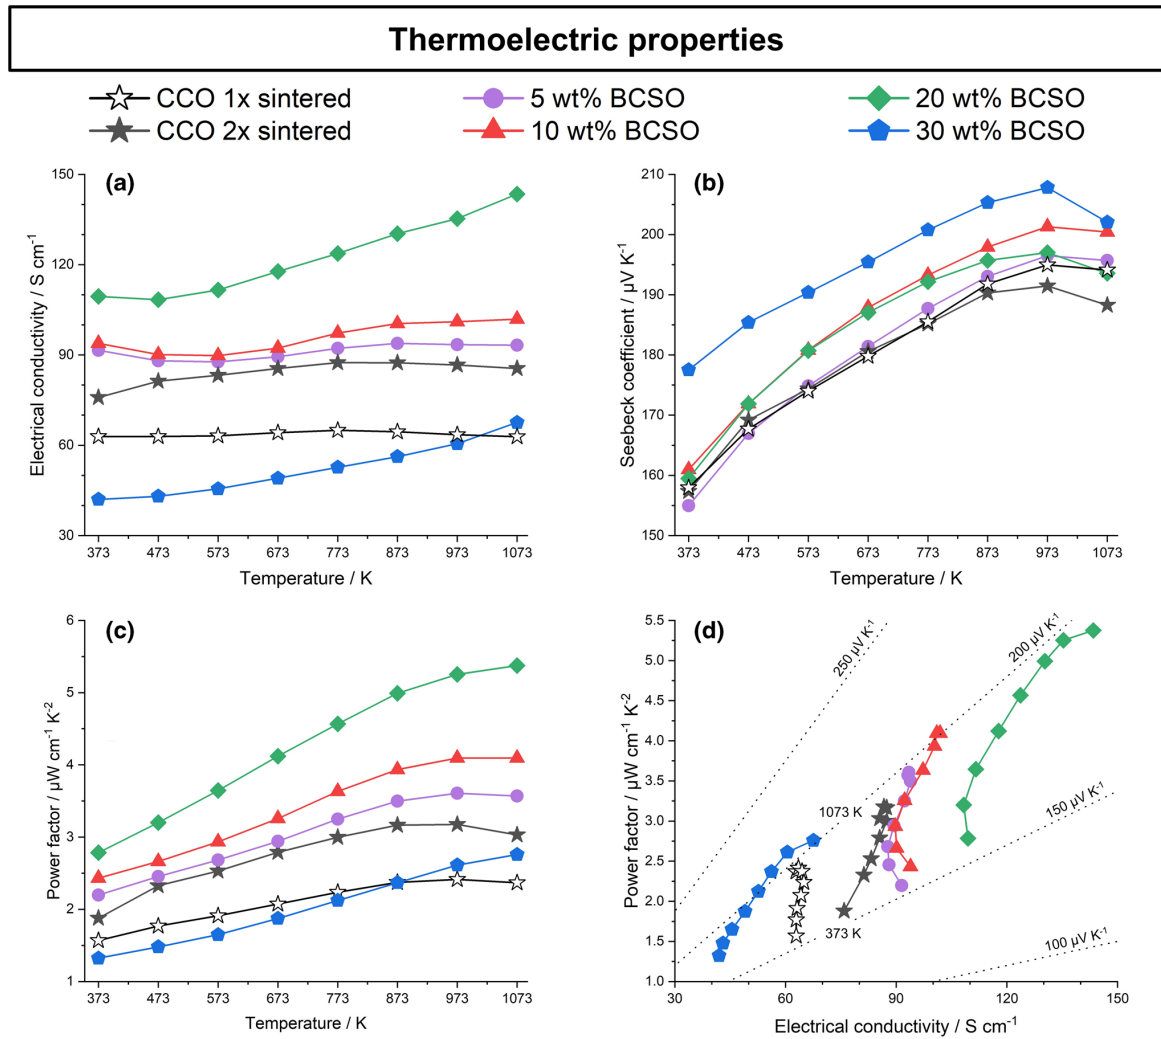 Thermoelectric properties
CCO 1x sintered
5 wt% BCSO
20 wt% BCSO
CCO 2x sintered
10 wt% BCSO
30 wt% BCSO
(a)
Electrical conductivity / S cm⁻¹
150
120
90
60
30
373 473 573 673 773 873 973 1073
Temperature / K
(b)
Seebeck coefficient / µV K⁻¹
210
200
190
180
170
160
150
373 473 573 673 773 873 973 1073
Temperature / K
(c)
Power factor / µW cm⁻¹ K⁻²
6
5
4
3
2
1
373 473 573 673 773 873 973 1073
Temperature / K
(d)
Power factor / µW cm⁻¹ K⁻²
5.5
5.0
4.5
4.0
3.5
3.0
2.5
2.0
1.5
1.0
250 µV K⁻¹
200 µV K⁻¹
150 µV K⁻¹
100 µV K⁻¹
1073 K
373 K
30 60 90 120 150
Electrical conductivity / S cm⁻¹